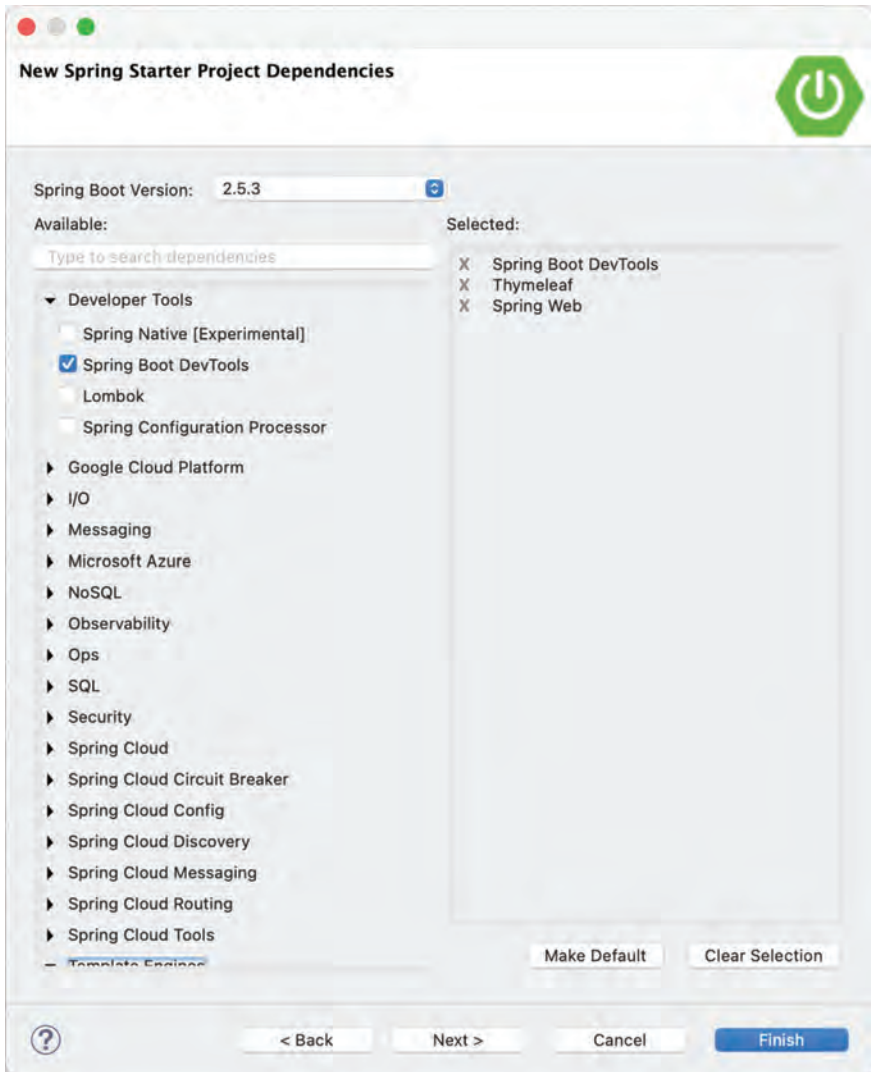 New Spring Starter Project Dependencies
Spring Boot Version: 2.5.3
Available:
Type to search dependencies
Developer Tools
Spring Native [Experimental]
Spring Boot DevTools
Lombok
Spring Configuration Processor
Google Cloud Platform
I/O
Messaging
Microsoft Azure
NoSQL
Observability
Ops
SQL
Security
Spring Cloud
Spring Cloud Circuit Breaker
Spring Cloud Config
Spring Cloud Discovery
Spring Cloud Messaging
Spring Cloud Routing
Spring Cloud Tools
Template Engines
Selected:
X Spring Boot DevTools
X Thymeleaf
X Spring Web
Make Default Clear Selection
? < Back Next > Cancel Finish